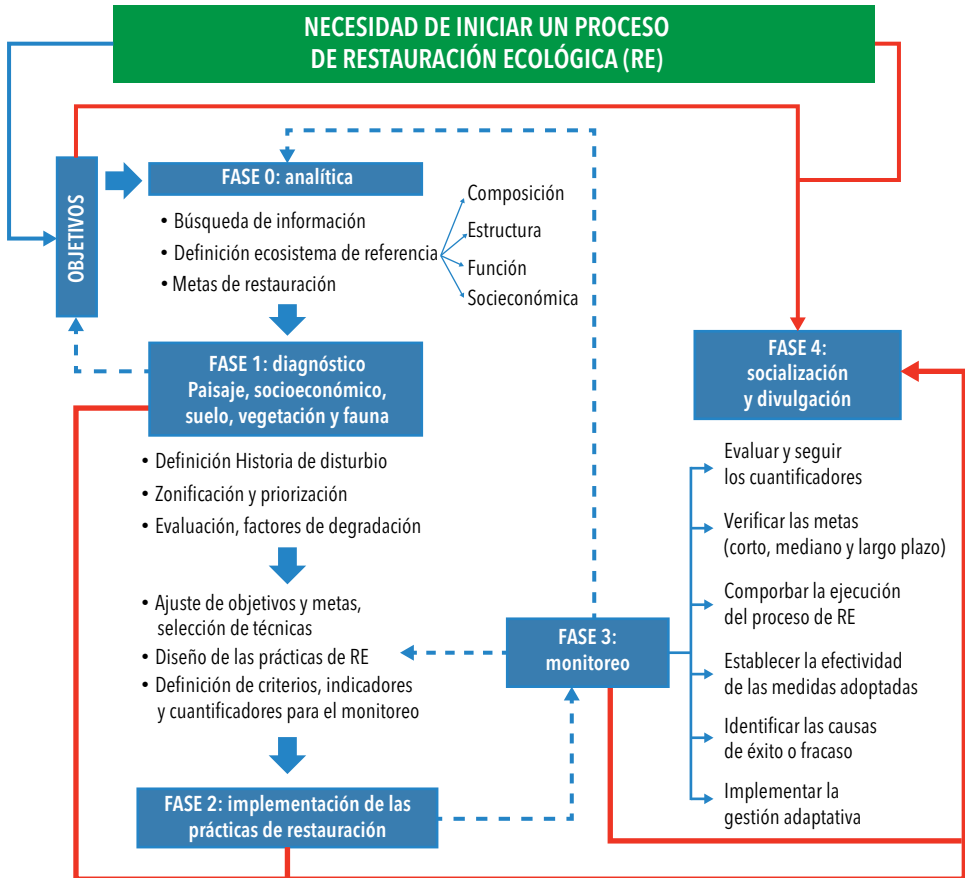 NECESIDAD DE INICIAR UN PROCESO
DE RESTAURACIÓN ECOLÓGICA (RE)
OBJETIVOS
FASE 0: analítica
• Búsqueda de información
• Definición ecosistema de referencia
• Metas de restauración
Composición
Estructura
Función
Socieconómica
FASE 1: diagnóstico
Paisaje, socioeconómico,
suelo, vegetación y fauna
• Definición Historia de disturbio
• Zonificación y priorización
• Evaluación, factores de degradación
• Ajuste de objetivos y metas,
selección de técnicas
• Diseño de las prácticas de RE
• Definición de criterios, indicadores
y cuantificadores para el monitoreo
FASE 2: implementación de las
prácticas de restauración
FASE 3:
monitoreo
FASE 4:
socialización
y divulgación
Evaluar y seguir
los cuantificadores
Verificar las metas
(corto, mediano y largo plazo)
Comporbar la ejecución
del proceso de RE
Establecer la efectividad
de las medidas adoptadas
Identificar las causas
de éxito o fracaso
Implementar la
gestión adaptativa